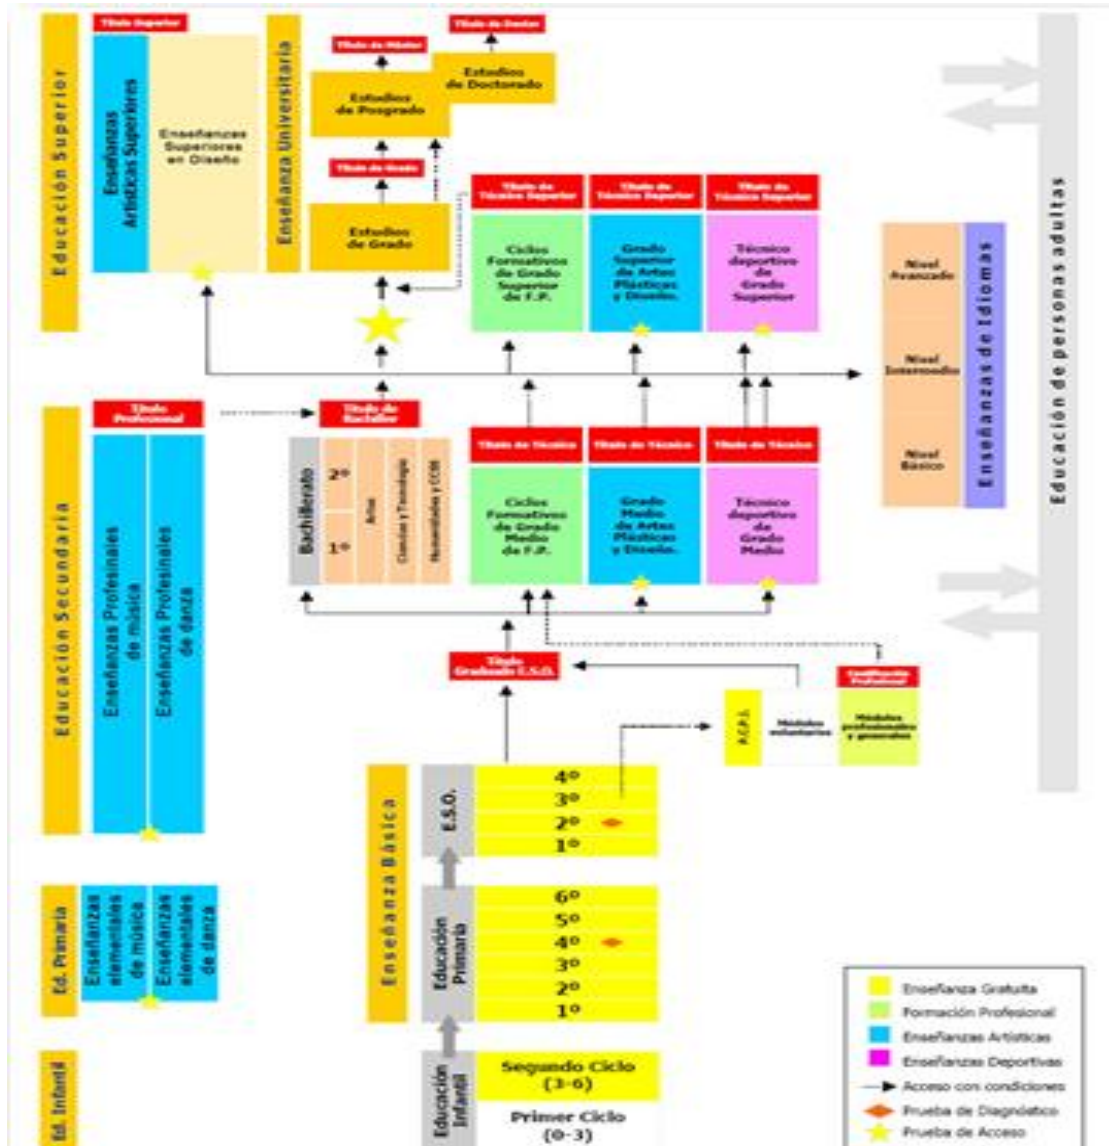 Educación Superior
Título Superior
Enseñanzas
Artísticas Superiores
Enseñanzas
Superiores
en Diseño
Enseñanza Universitaria
Título de Máster
Título de Doctor
Estudios
de Posgrado
Estudios
de Doctorado
Título de Grado
Estudios
de Grado
Título de
Técnico Superior
Ciclos
Formativos
de Grado
Superior
de F.P.
Título de
Técnico Superior
Grado
Superior
de Artes
Plásticas
y Diseño.
Título de
Técnico Superior
Técnico
deportivo
de
Grado
Superior
Nivel
Avanzado
Nivel
Intermedio
Nivel
Básico
Enseñanzas de Idiomas
Educación de personas adultas
Educación Secundaria
Título
Profesional
Enseñanzas Profesinales
de música
Enseñanzas Profesinales
de danza
Título de
Bachiller
Bachillerato
2º
1º
Artes
Ciencias y Tecnología
Humanidades y CCSS
Título de Técnico
Ciclos
Formativos
de Grado
Medio
de F.P.
Título de Técnico
Grado
Medio
de Artes
Plásticas
y Diseño.
Título de Técnico
Técnico
deportivo
de
Grado
Medio
Título
Graduado E.S.O.
Profesional
Módulos
voluntarios
Módulos
profesionales
y generales
Enseñanza Básica
E.S.O.
4º
3º
2º
1º
Ed. Primaria
Enseñanzas
elementales
de música
Enseñanzas
elementales
de danza
Educación
Primaria
6º
5º
4º
3º
2º
1º
Ed. Infantil
Educación
Infantil
Segundo Ciclo
(3-6)
Primer Ciclo
(0-3)
Enseñanza Gratuita
Formación Profesional
Enseñanzas Artísticas
Enseñanzas Deportivas
Acceso con condiciones
Prueba de Diagnóstico
Prueba de Acceso